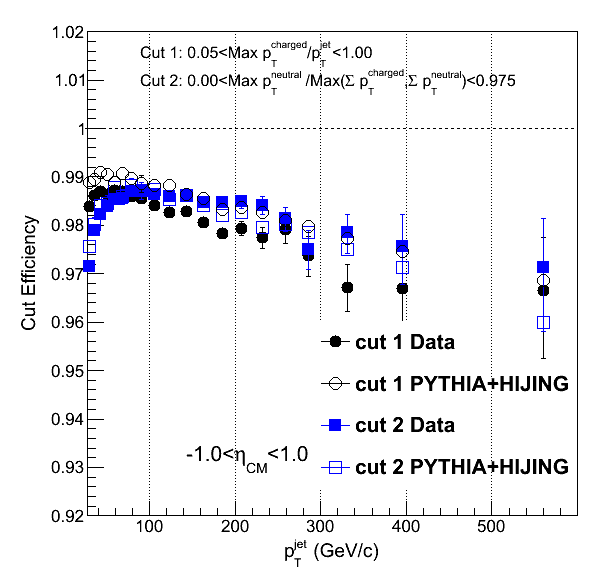 Cut 1: 0.05<Max p_T^charged/p_T^jet<1.00
Cut 2: 0.00<Max p_T^neutral/Max(Σ p_T^charged,Σ p_T^neutral)<0.975
1.02
1.01
1
0.99
0.98
0.97
0.96
0.95
0.94
0.93
0.92
Cut Efficiency
cut 1 Data
cut 1 PYTHIA+HIJING
cut 2 Data
cut 2 PYTHIA+HIJING
-1.0<η_CM<1.0
100 200 300 400 500
p_T^jet (GeV/c)